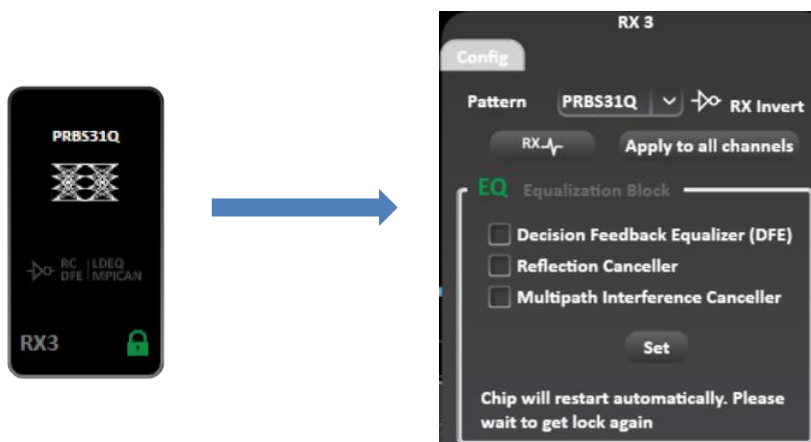 PRBS31Q
RC | LDEQ
DFE | MPICAN
RX3
RX 3
Config
Pattern PRBS31Q RX Invert
RX Apply to all channels
EQ Equalization Block
Decision Feedback Equalizer (DFE)
Reflection Canceller
Multipath Interference Canceller
Set
Chip will restart automatically. Please
wait to get lock again